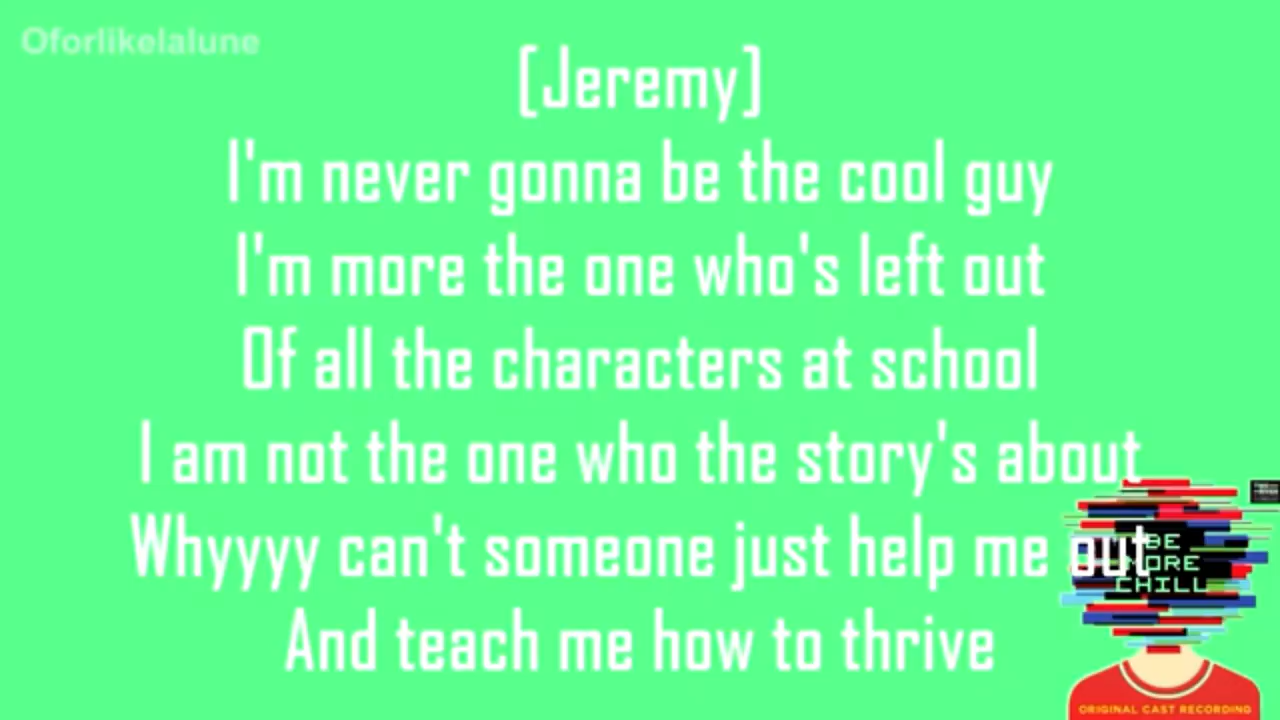 Oforlikelalune
[Jeremy]
I'm never gonna be the cool guy
I'm more the one who's left out
Of all the characters at school
I am not the one who the story's about
Whyyyy can't someone just help me out
And teach me how to thrive
BE
MORE
CHILL
ORIGINAL CAST RECORDING